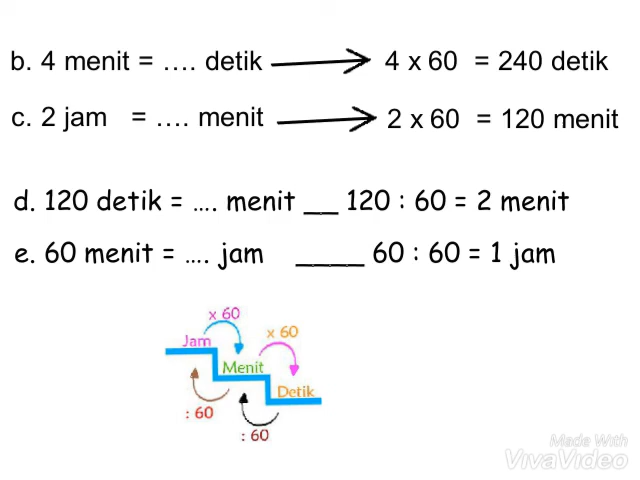 b. 4 menit = .... detik 4 x 60 = 240 detik
c. 2 jam = .... menit 2 x 60 = 120 menit
d. 120 detik = .... menit __ 120 : 60 = 2 menit
e. 60 menit = .... jam ____ 60 : 60 = 1 jam
x 60
x 60
Jam
Menit
Detik
: 60
: 60
Made With
VivaVideo